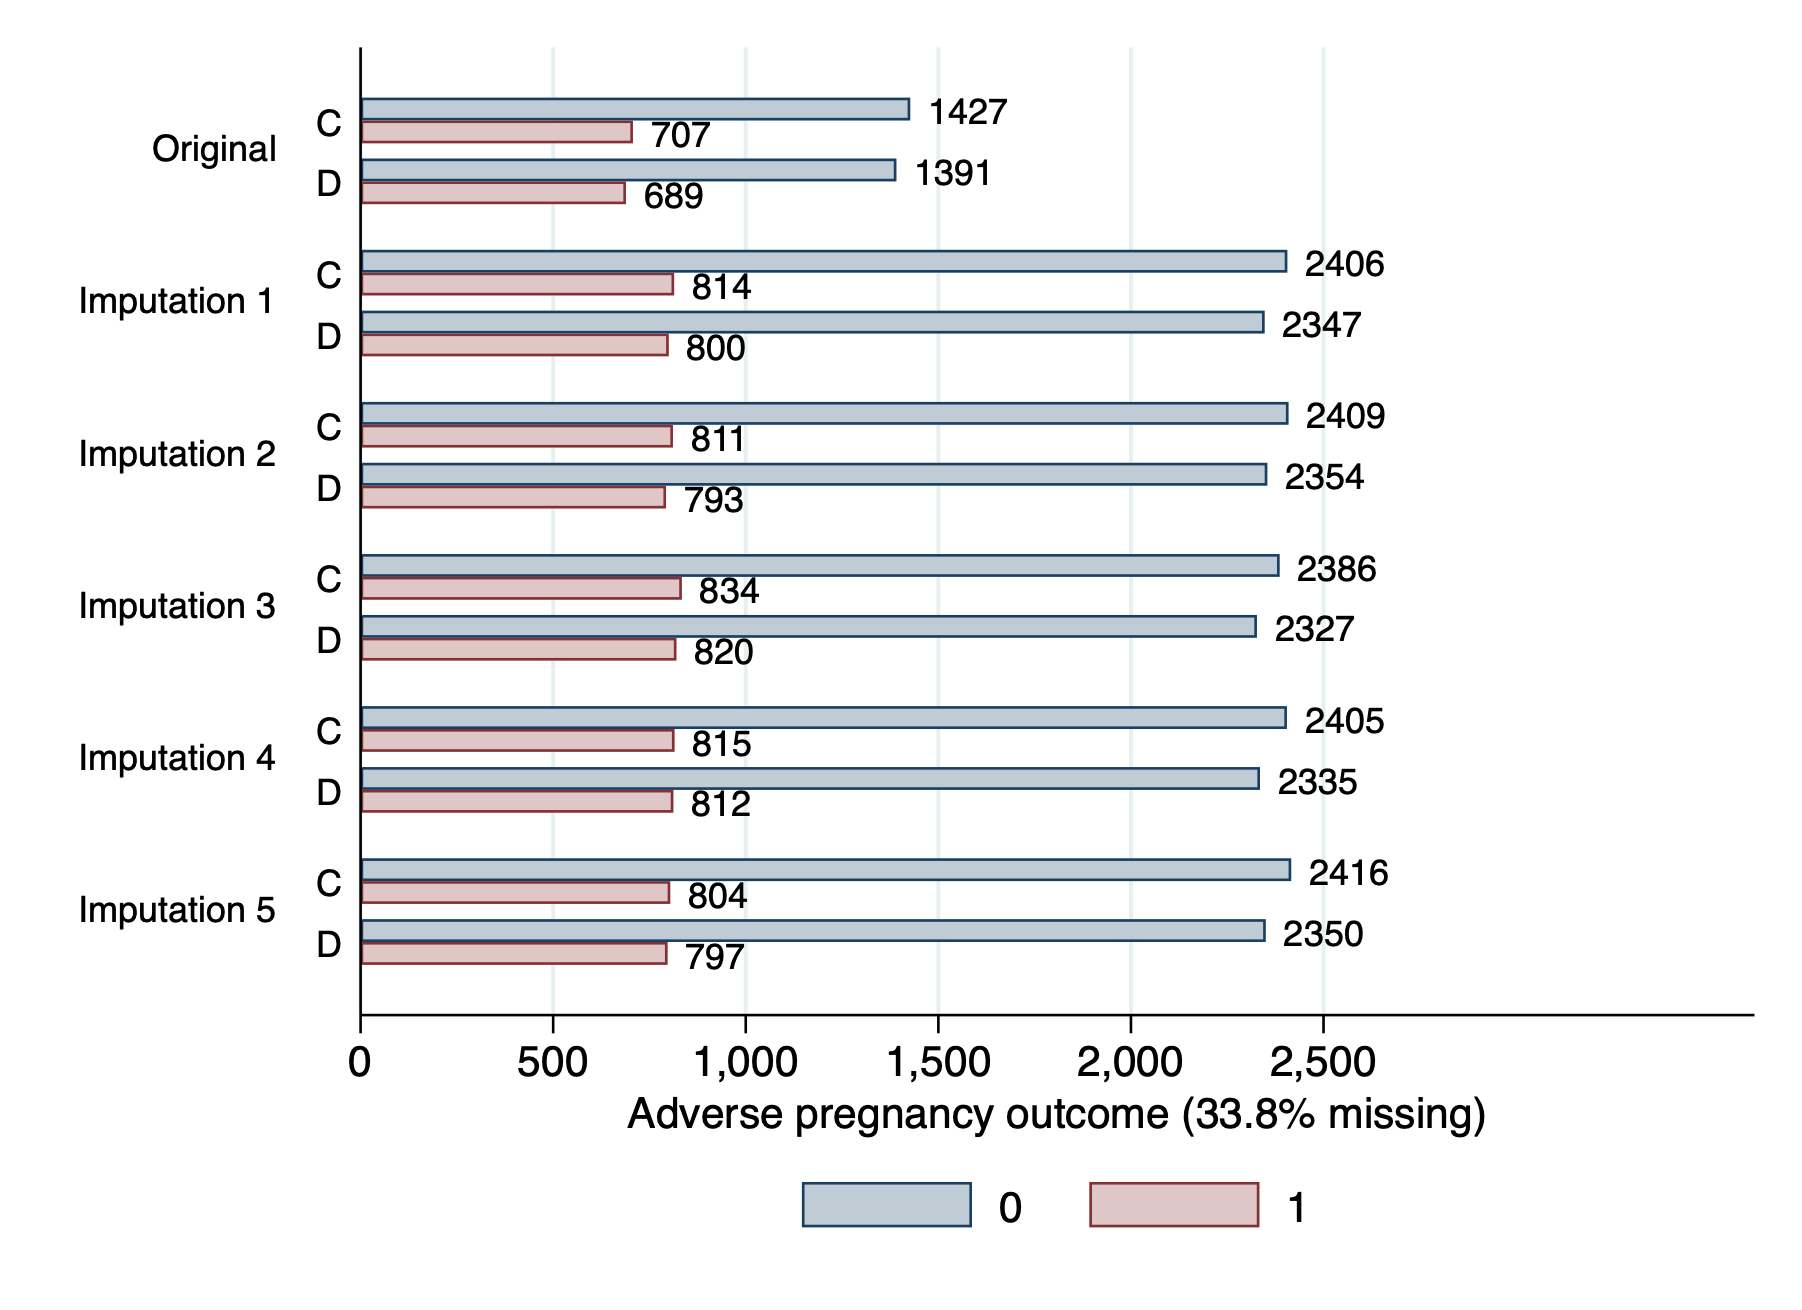 Original
C
1427
707
D
1391
689
Imputation 1
C
2406
814
D
2347
800
Imputation 2
C
2409
811
D
2354
793
Imputation 3
C
2386
834
D
2327
820
Imputation 4
C
2405
815
D
2335
812
Imputation 5
C
2416
804
D
2350
797
0 500 1,000 1,500 2,000 2,500
Adverse pregnancy outcome (33.8% missing)
0 1